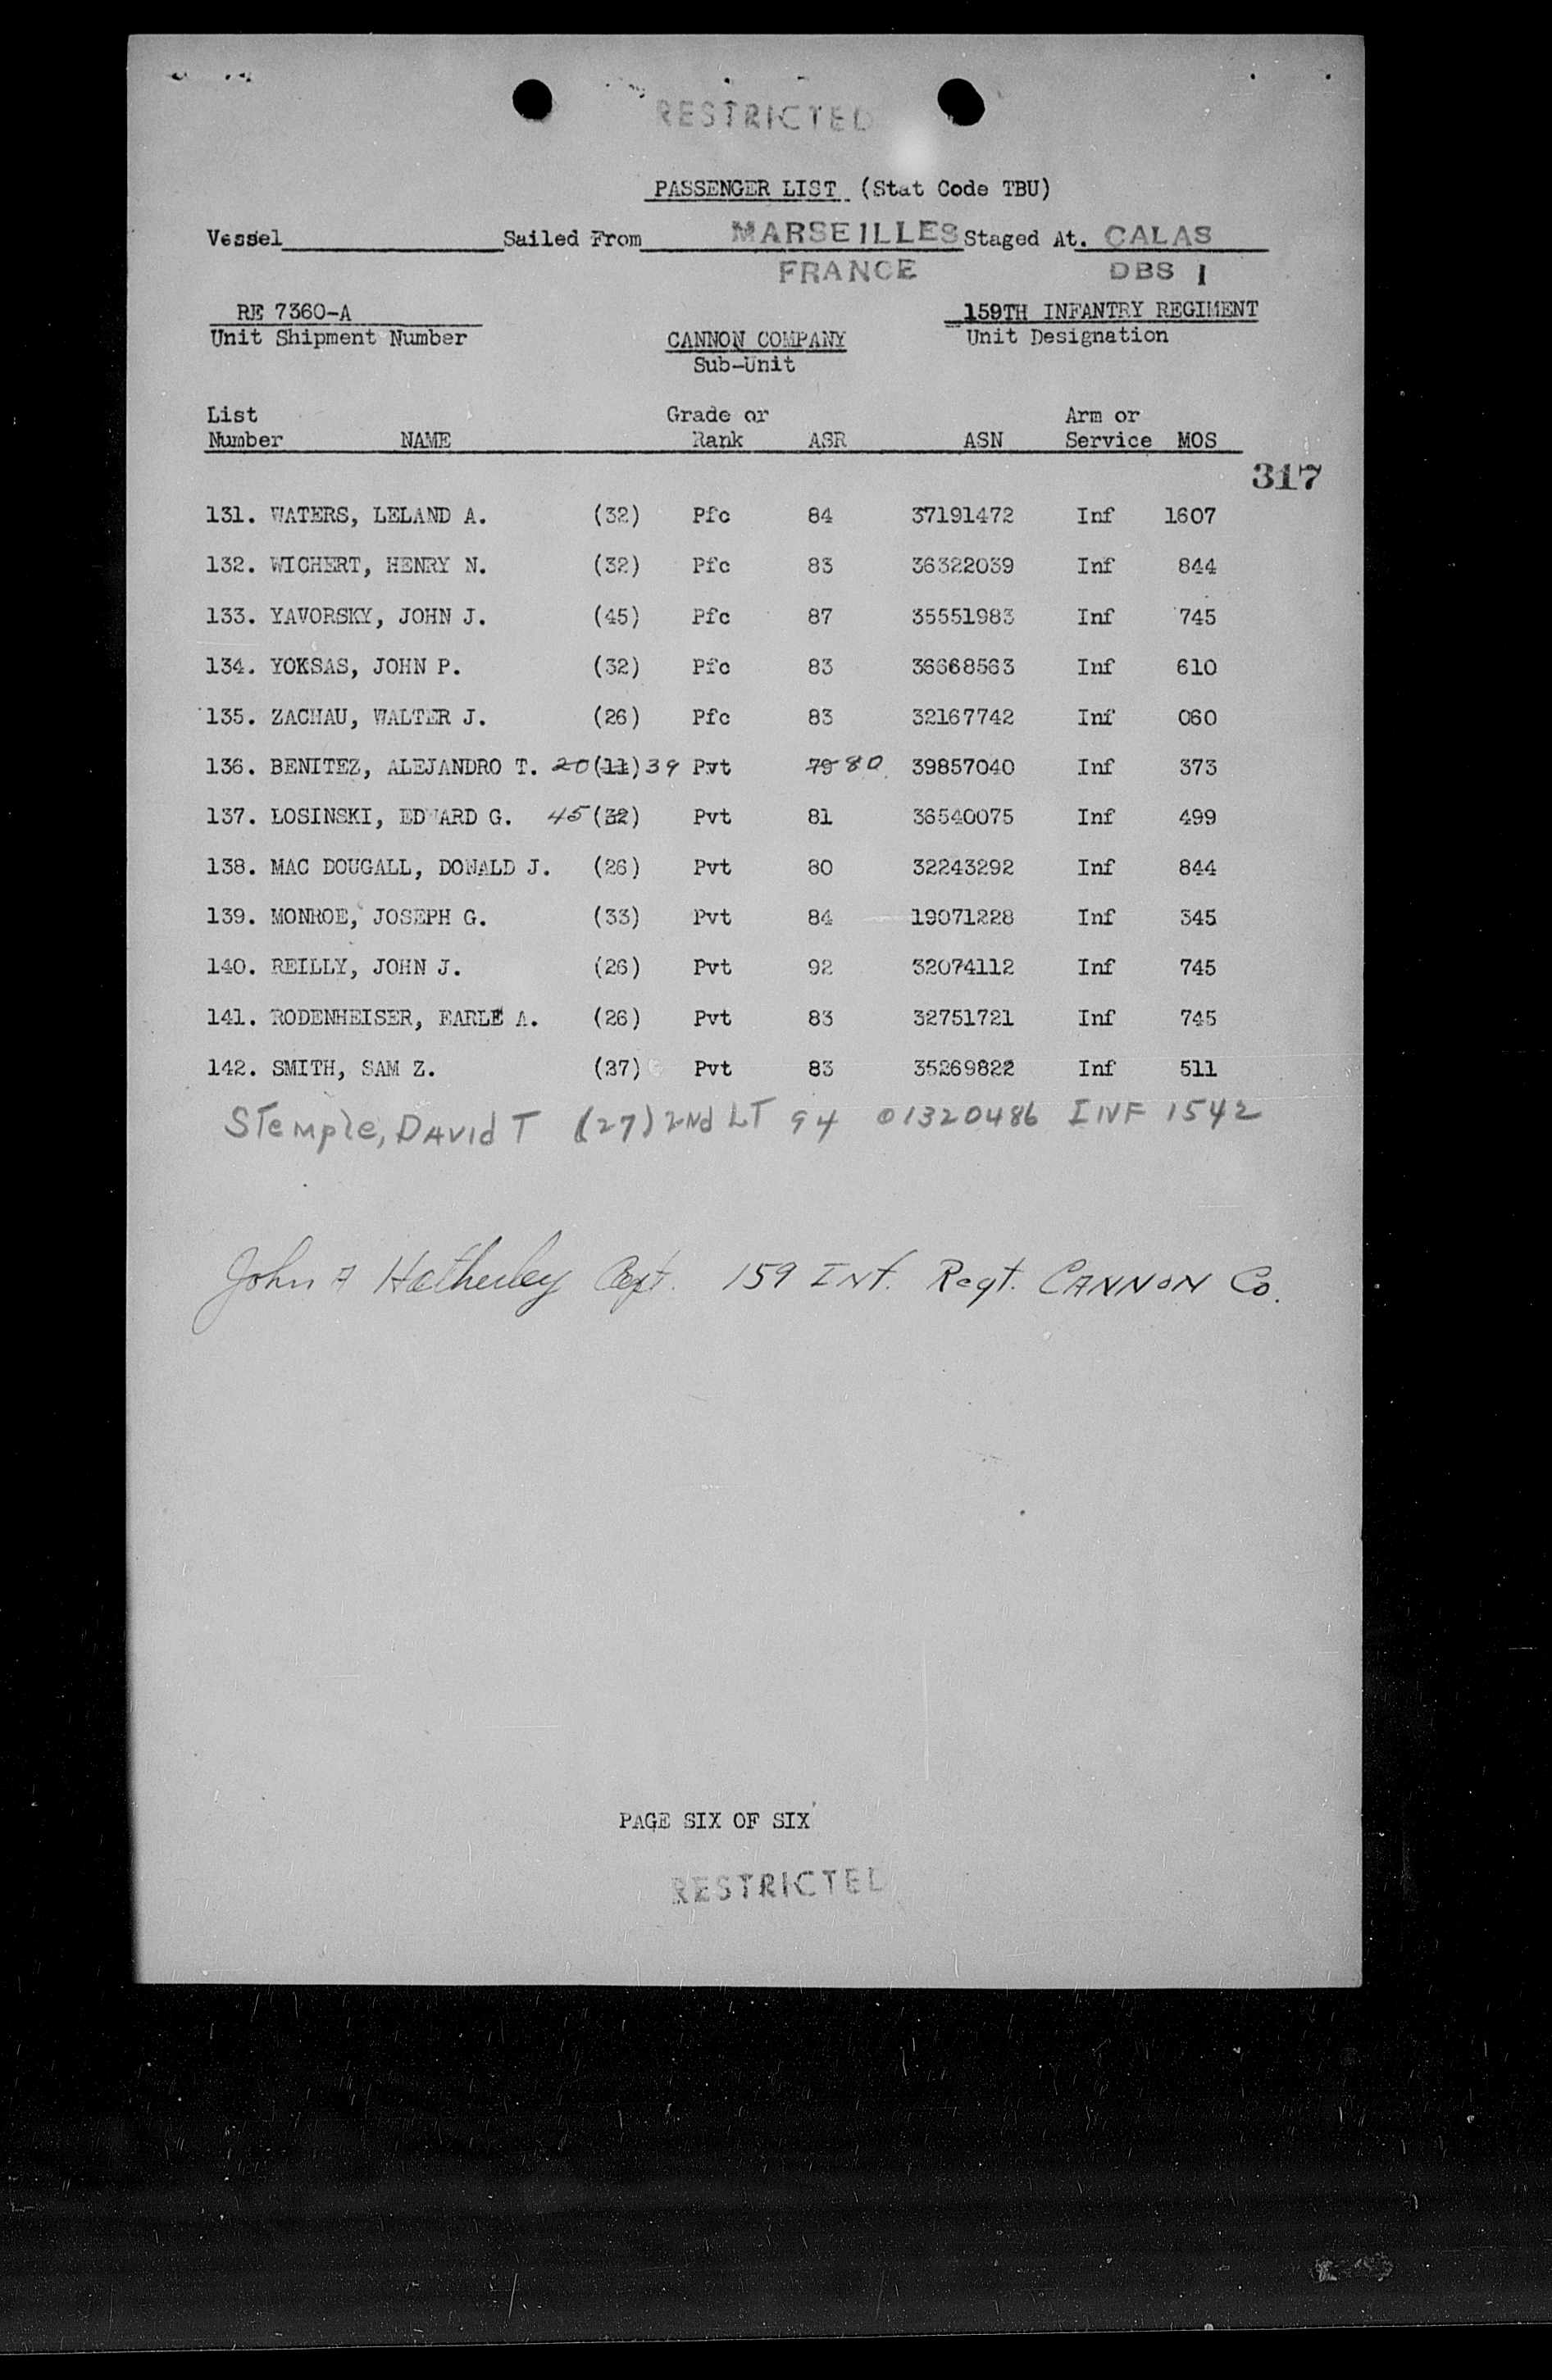 RESTRICTED
PASSENGER LIST (Stat Code TBU)
Vessel Sailed From MARSEILLES Staged At. CALAS
FRANCE DBS 1
RE 7360-A 159TH INFANTRY REGIMENT
Unit Shipment Number CANNON COMPANY Unit Designation
Sub-Unit
List Grade or Arm or
Number NAME Rank ASR ASN Service MOS
317
131. WATERS, LELAND A. (32) Pfc 84 37191472 Inf 1607
132. WICHERT, HENRY N. (32) Pfc 83 36322039 Inf 844
133. YAVORSKY, JOHN J. (45) Pfc 87 35551983 Inf 745
134. YOKSAS, JOHN P. (32) Pfc 83 36668563 Inf 610
135. ZACHAU, WALTER J. (26) Pfc 83 32167742 Inf 060
136. BENITEZ, ALEJANDRO T. 20 (11) 39 Pvt 79 80 39857040 Inf 373
137. LOSINSKI, EDWARD G. 45 (32) Pvt 81 36540075 Inf 499
138. MAC DOUGALL, DONALD J. (26) Pvt 80 32243292 Inf 844
139. MONROE, JOSEPH G. (33) Pvt 84 19071228 Inf 345
140. REILLY, JOHN J. (26) Pvt 92 32074112 Inf 745
141. RODENHEISER, EARLE A. (26) Pvt 83 32751721 Inf 745
142. SMITH, SAM Z. (37) Pvt 83 35269822 Inf 511
STemple, DAvid T (27) 2Nd LT 94 01320486 INF 1542
John F Hatherley Capt. 159 Inf. Regt. CANNON Co.
PAGE SIX OF SIX
RESTRICTED